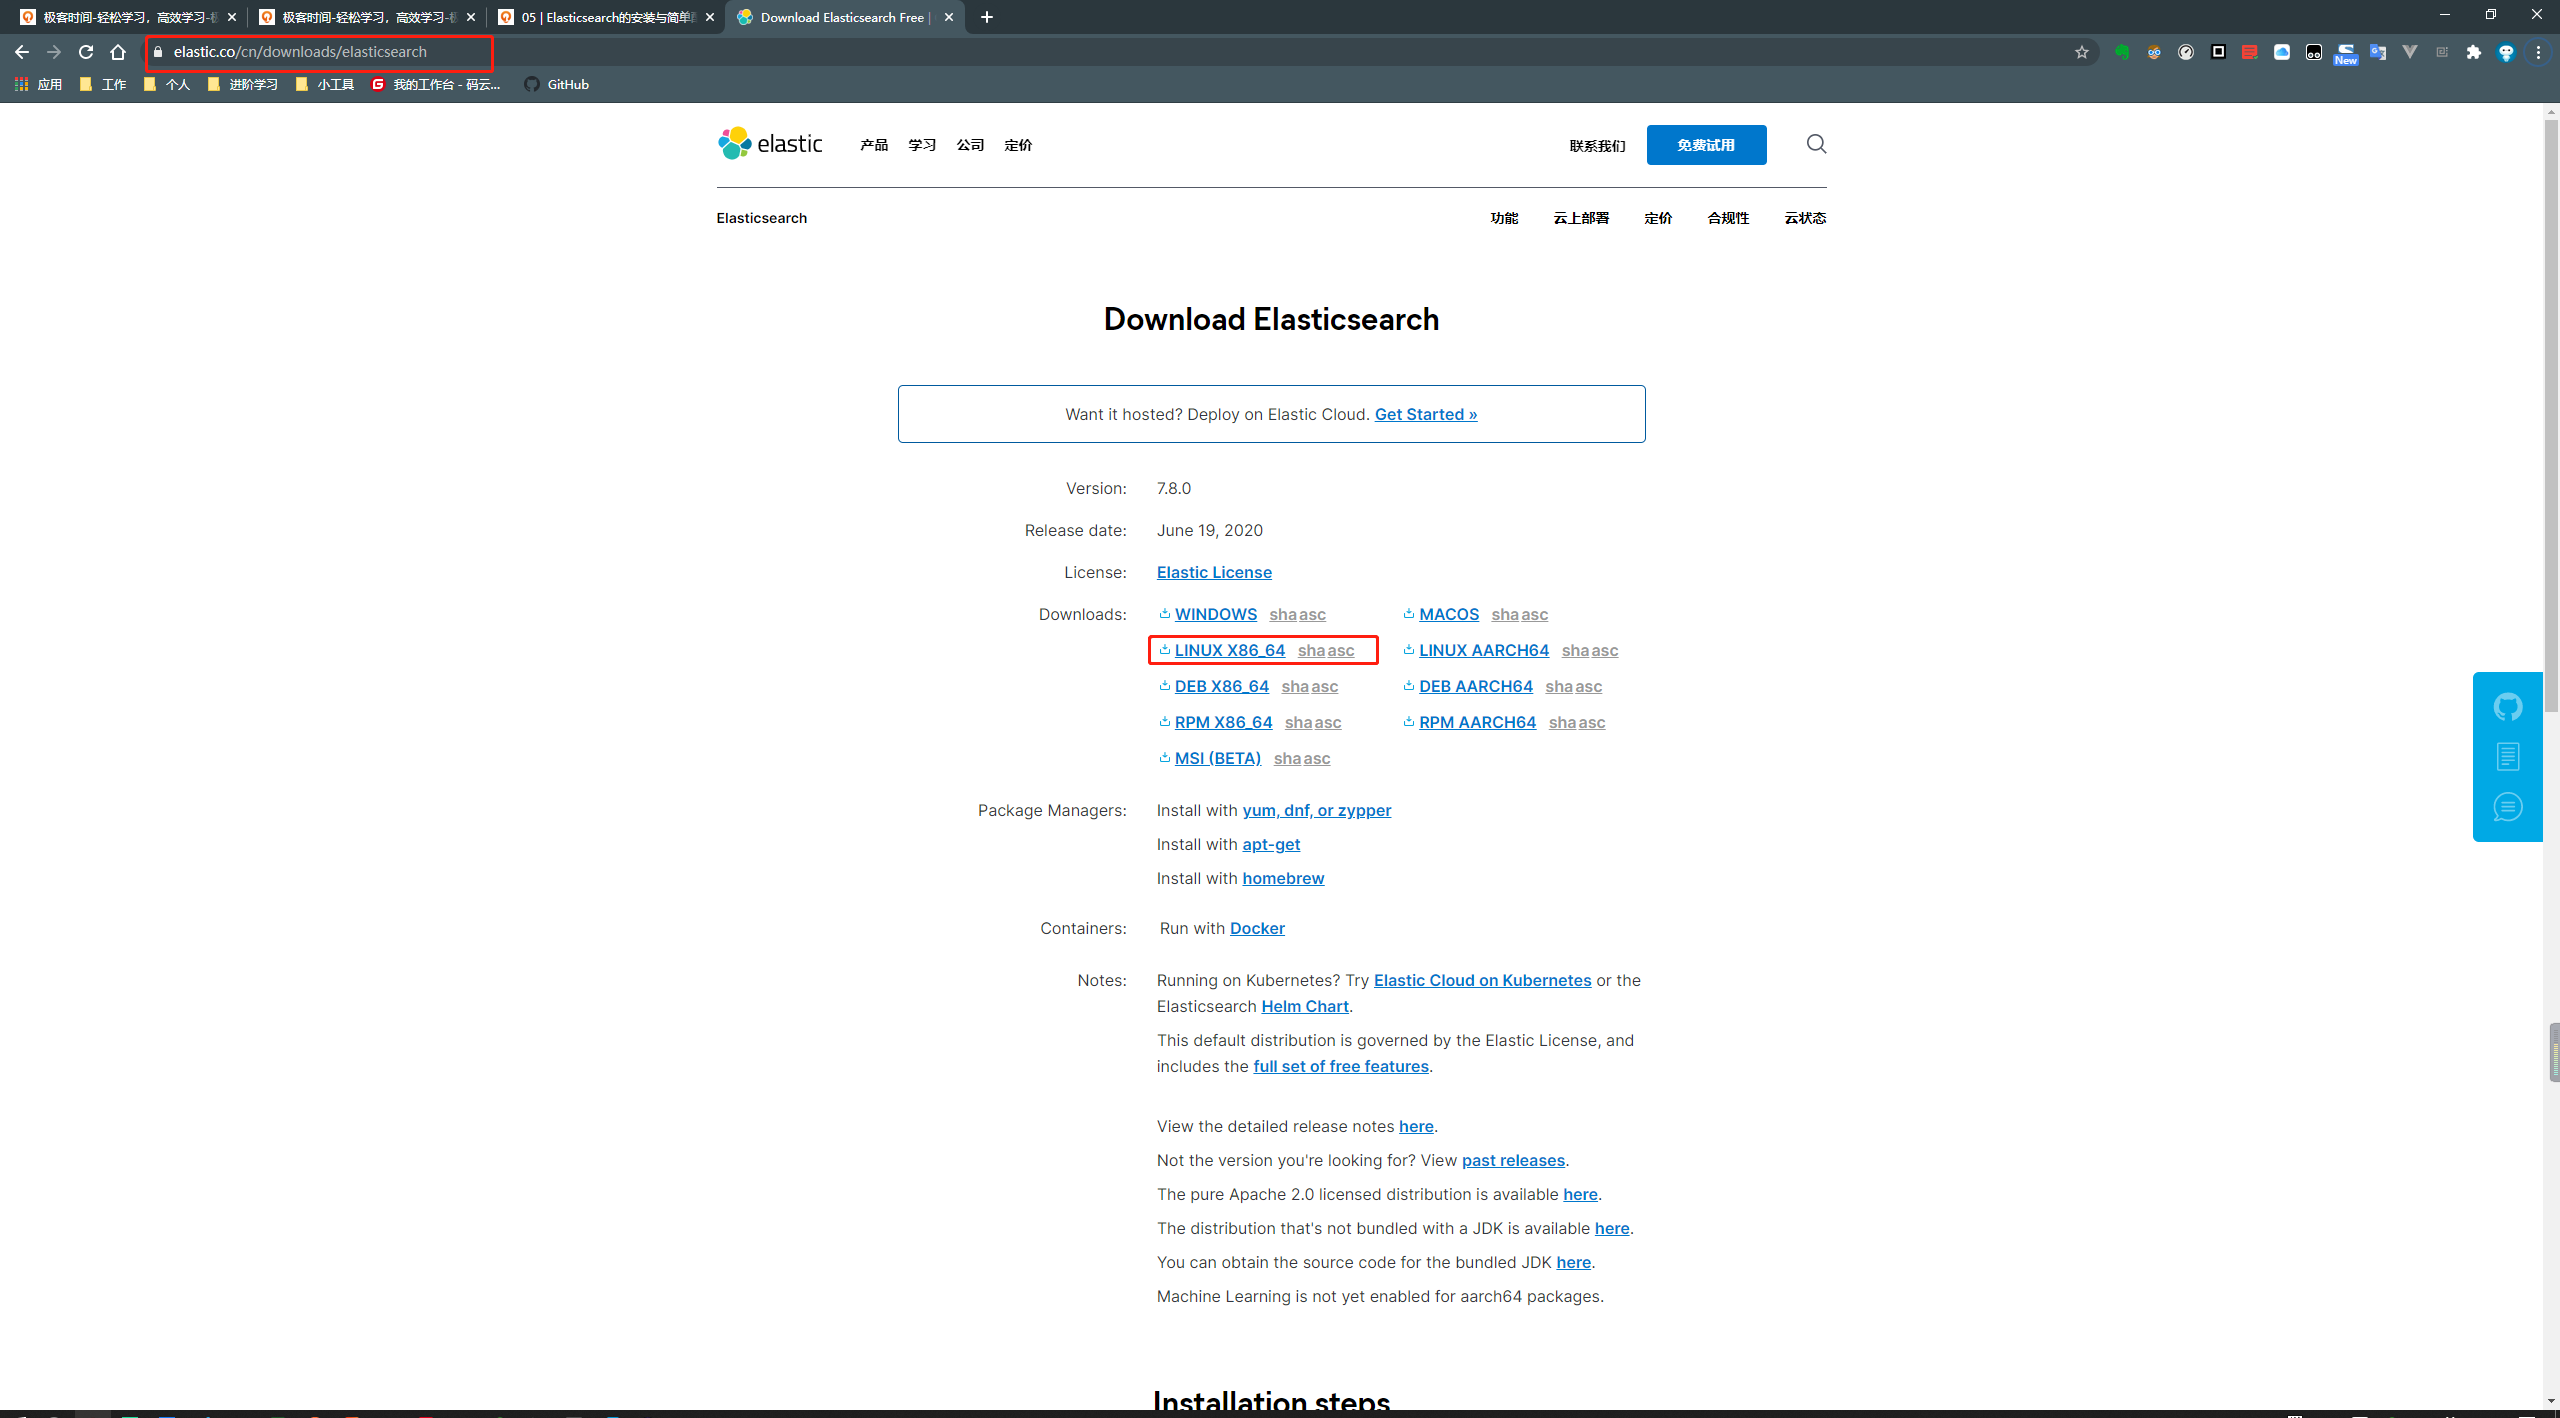 极客时间-轻松学习，高效学习-极
极客时间-轻松学习，高效学习-极
05 | Elasticsearch的安装与简单配
Download Elasticsearch Free |
elastic.co/cn/downloads/elasticsearch
New
应用 工作 个人 进阶学习 小工具 我的工作台 - 码云... GitHub
elastic 产品 学习 公司 定价 联系我们 免费试用
Elasticsearch 功能 云上部署 定价 合规性 云状态
Download Elasticsearch
Want it hosted? Deploy on Elastic Cloud. Get Started »
Version: 7.8.0
Release date: June 19, 2020
License: Elastic License
Downloads: WINDOWS sha asc MACOS sha asc
LINUX X86_64 sha asc LINUX AARCH64 sha asc
DEB X86_64 sha asc DEB AARCH64 sha asc
RPM X86_64 sha asc RPM AARCH64 sha asc
MSI (BETA) sha asc
Package Managers: Install with yum, dnf, or zypper
Install with apt-get
Install with homebrew
Containers: Run with Docker
Notes: Running on Kubernetes? Try Elastic Cloud on Kubernetes or the
Elasticsearch Helm Chart.
This default distribution is governed by the Elastic License, and
includes the full set of free features.
View the detailed release notes here.
Not the version you're looking for? View past releases.
The pure Apache 2.0 licensed distribution is available here.
The distribution that's not bundled with a JDK is available here.
You can obtain the source code for the bundled JDK here.
Machine Learning is not yet enabled for aarch64 packages.
Installation steps